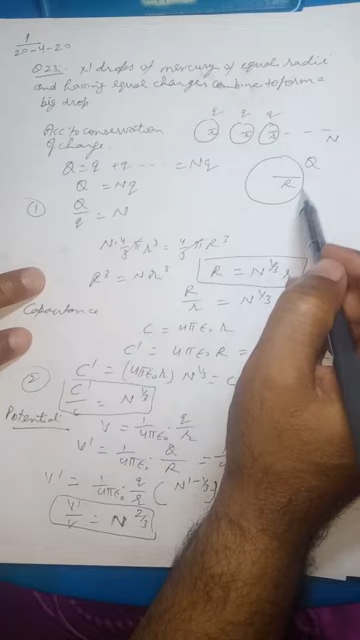 1
20-4-20
Q23:- N drops of mercury of equal radii
and having equal charges combine to form a
big drop.
Acc to conservation
of charge.
q q q
r r r - - - N
Q = q + q ----- = Nq
Q = Nq
Q
R
① Q/q = N
N·4/3 π r³ = 4/3 π R³
R³ = N r³
R = N^1/3 r
R/r = N^1/3
Capacitance
C = 4πε₀ r
C' = 4πε₀ R =
C' = (4πε₀ r) N^1/3 = C
② C'/C = N^1/3
Potential:
V = 1/4πε₀ · q/r
V' = 1/4πε₀ · Q/R =
V' = 1/4πε₀ · q/r ( N^1-1/3 )
V'/V = N^2/3